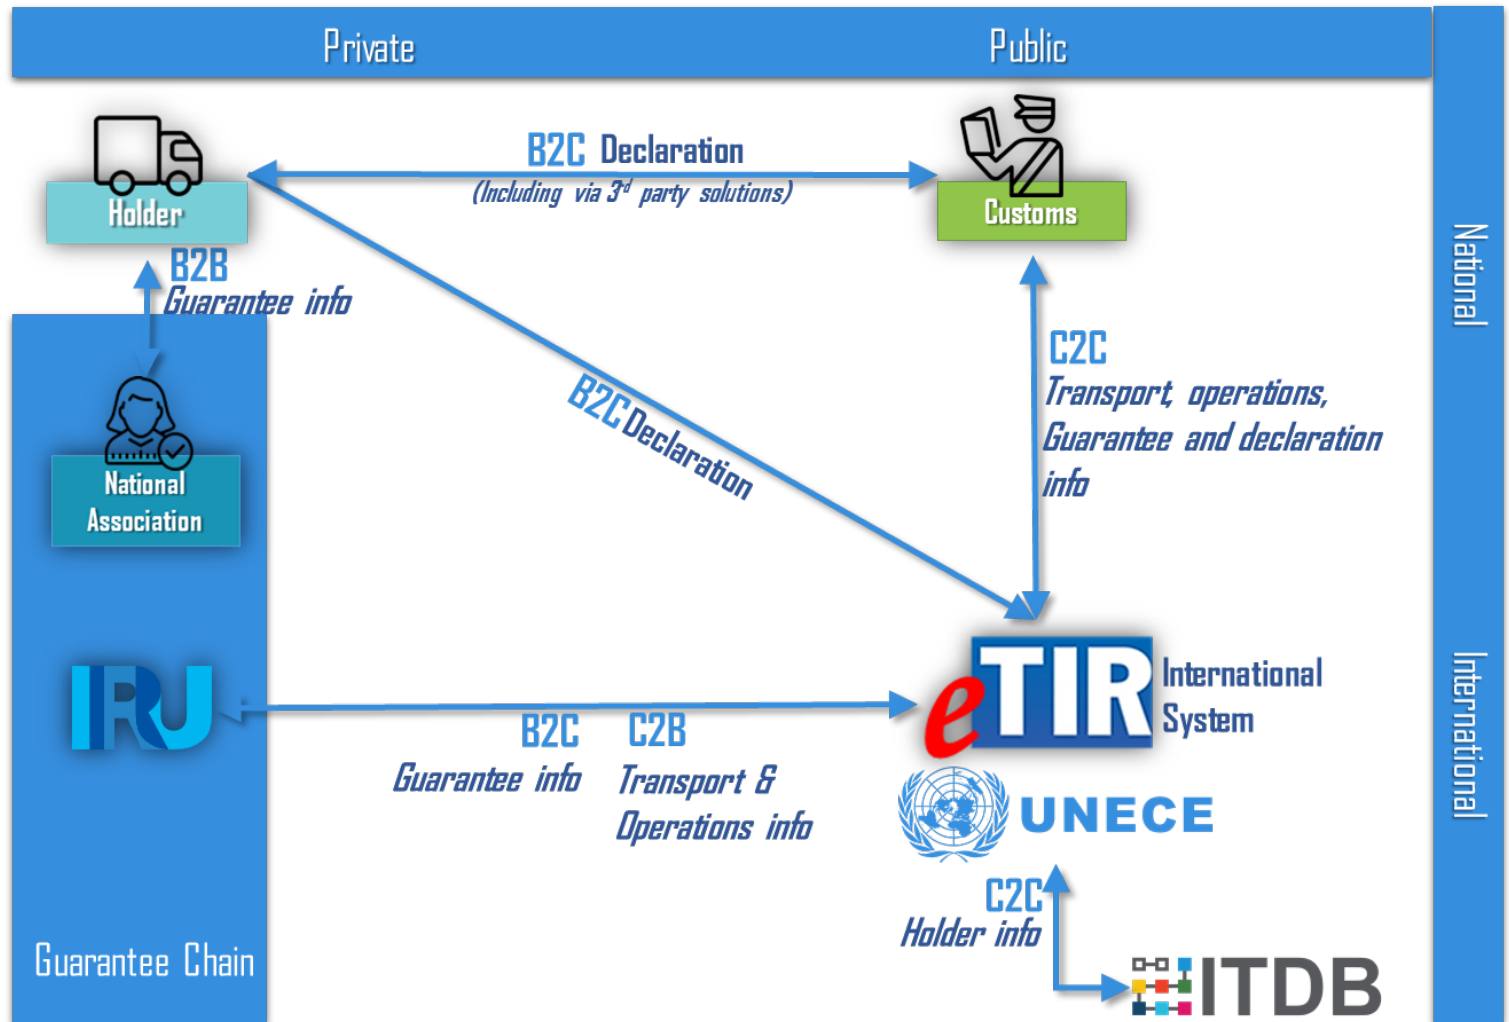 Private
Public
National
International
B2C Declaration
(Including via 3rd party solutions)
Holder
Customs
B2B
Guarantee info
C2C
Transport, operations,
Guarantee and declaration
info
B2C Declaration
National
Association
IRU
eTIR
International
System
B2C
Guarantee info
C2B
Transport &
Operations info
UNECE
C2C
Holder info
Guarantee Chain
ITDB